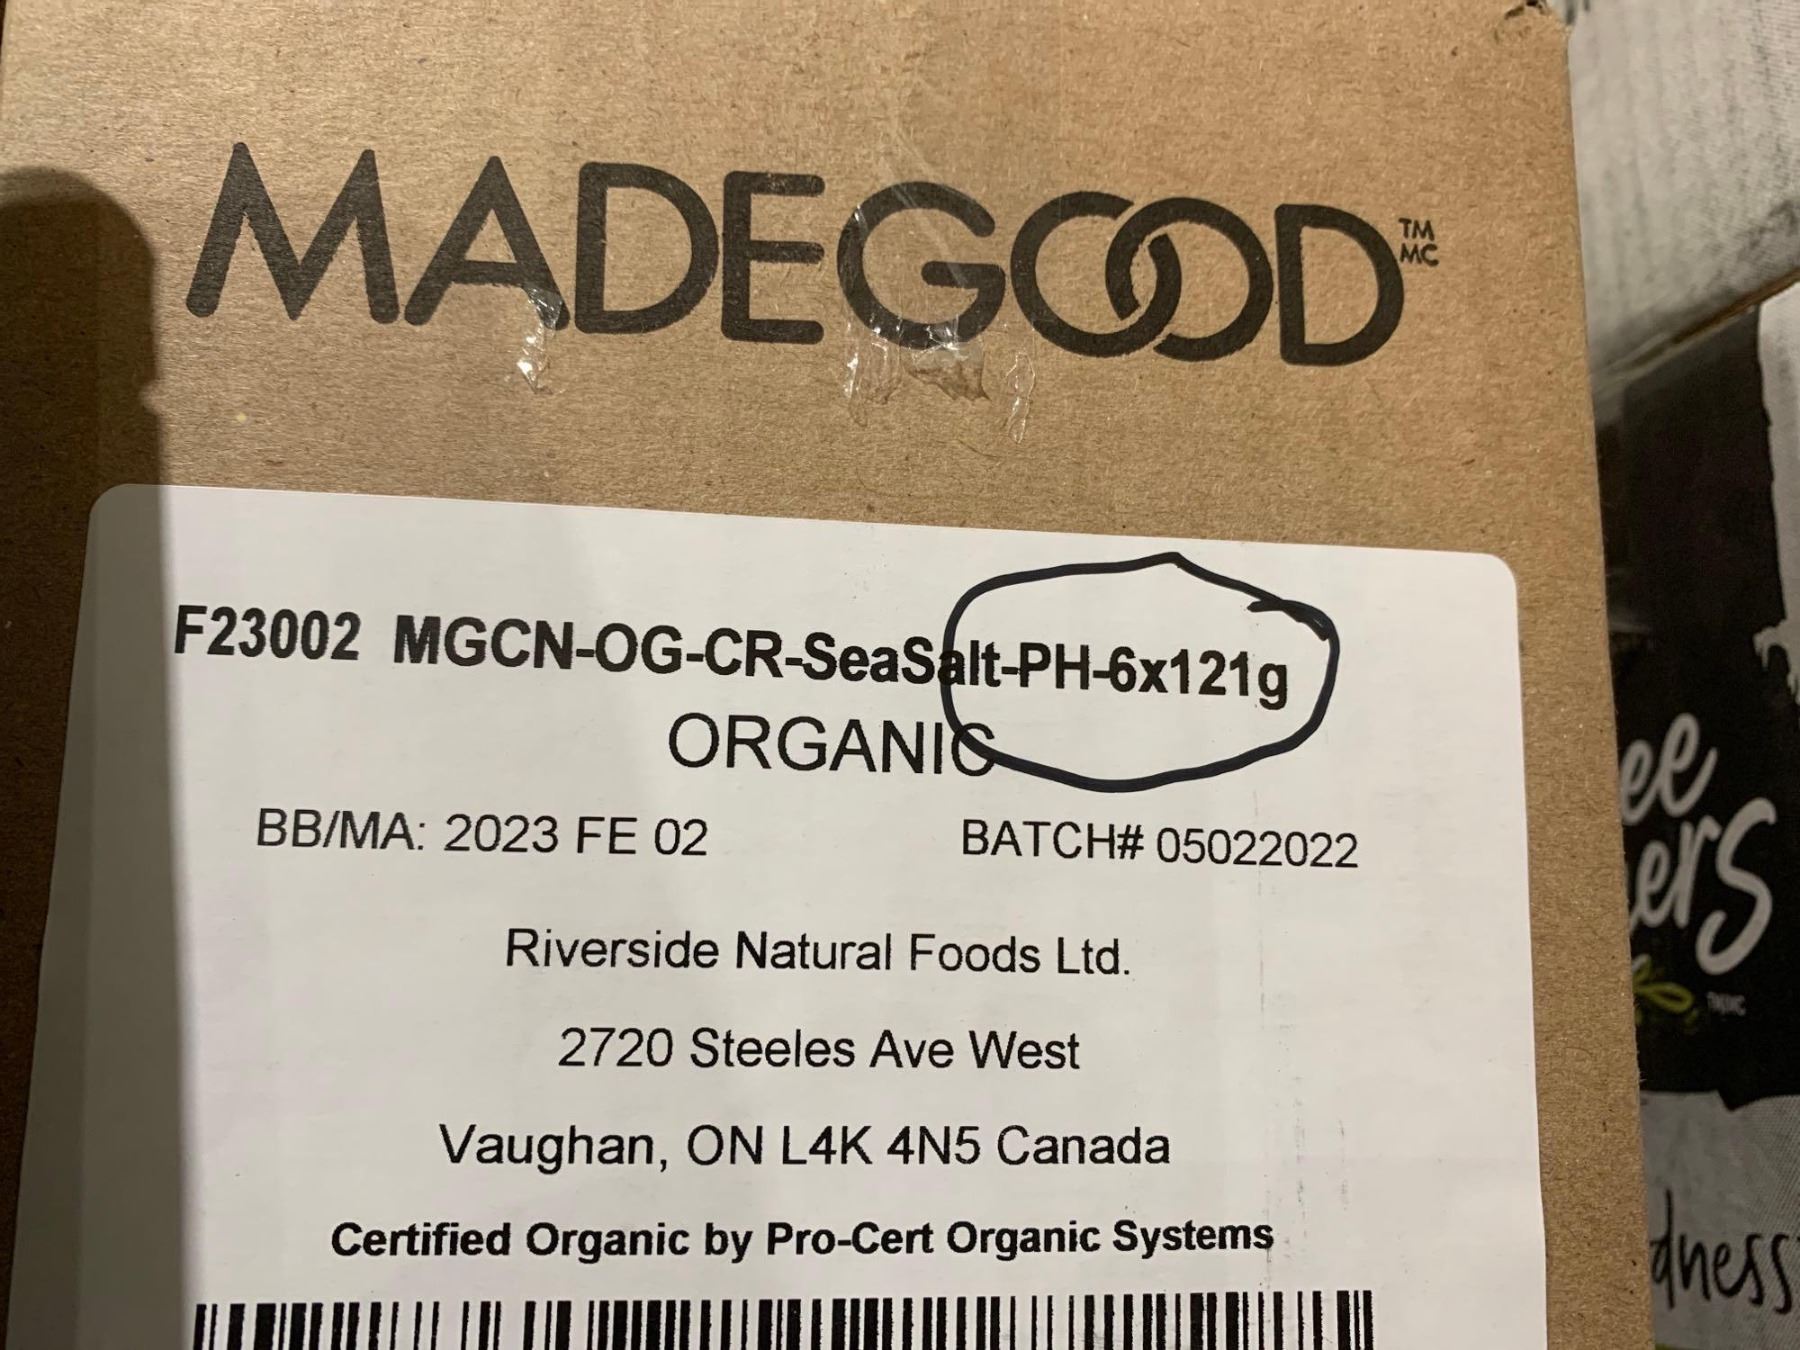 MADEGOOD TM
MC
F23002 MGCN-OG-CR-SeaSalt-PH-6x121g
ORGANIC
BB/MA: 2023 FE 02 BATCH# 05022022
Riverside Natural Foods Ltd.
2720 Steeles Ave West
Vaughan, ON L4K 4N5 Canada
Certified Organic by Pro-Cert Organic Systems